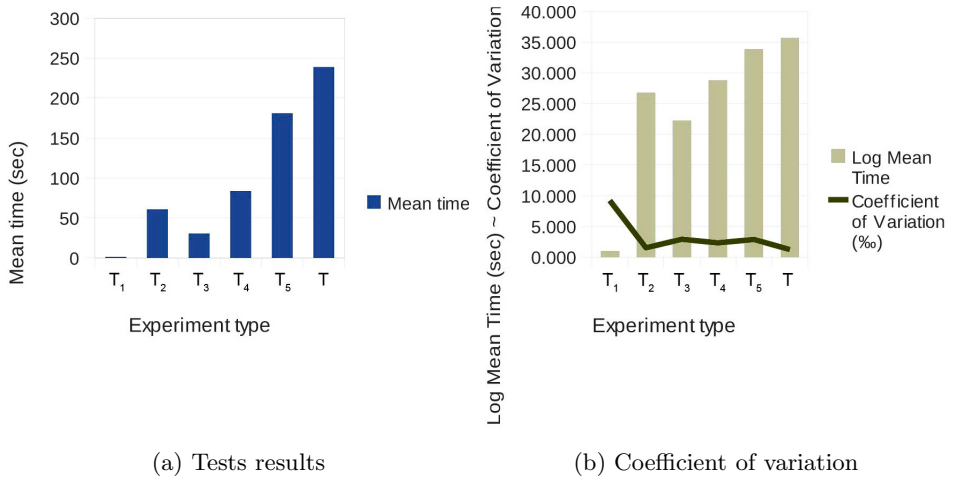 300
250
200
150
100
50
0
Mean time (sec)
T₁ T₂ T₃ T₄ T₅ T
Experiment type
Mean time
(a) Tests results
40.000
35.000
30.000
25.000
20.000
15.000
10.000
5.000
0.000
Log Mean Time (sec) ~ Coefficient of Variation
T₁ T₂ T₃ T₄ T₅ T
Experiment type
Log Mean
Time
Coefficient
of Variation
(‰)
(b) Coefficient of variation